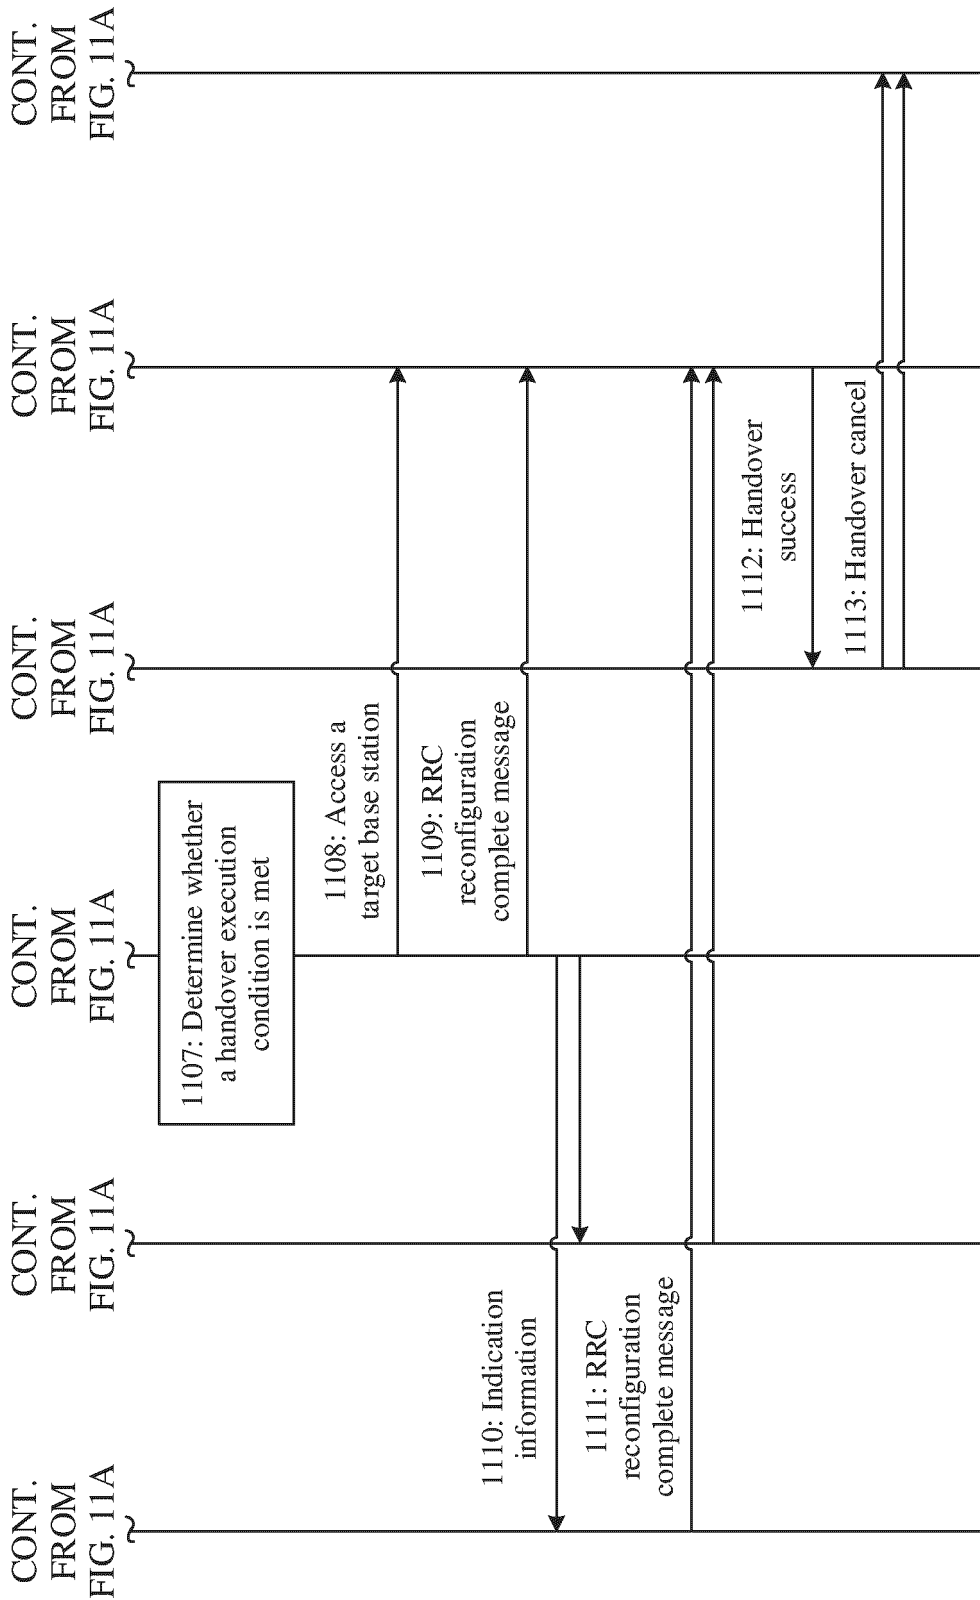 CONT.
FROM
FIG. 11A
CONT.
FROM
FIG. 11A
CONT.
FROM
FIG. 11A
CONT.
FROM
FIG. 11A
CONT.
FROM
FIG. 11A
CONT.
FROM
FIG. 11A
1107: Determine whether
a handover execution
condition is met
1108: Access a
target base station
1109: RRC
reconfiguration
complete message
1110: Indication
information
1111: RRC
reconfiguration
complete message
1112: Handover
success
1113: Handover cancel